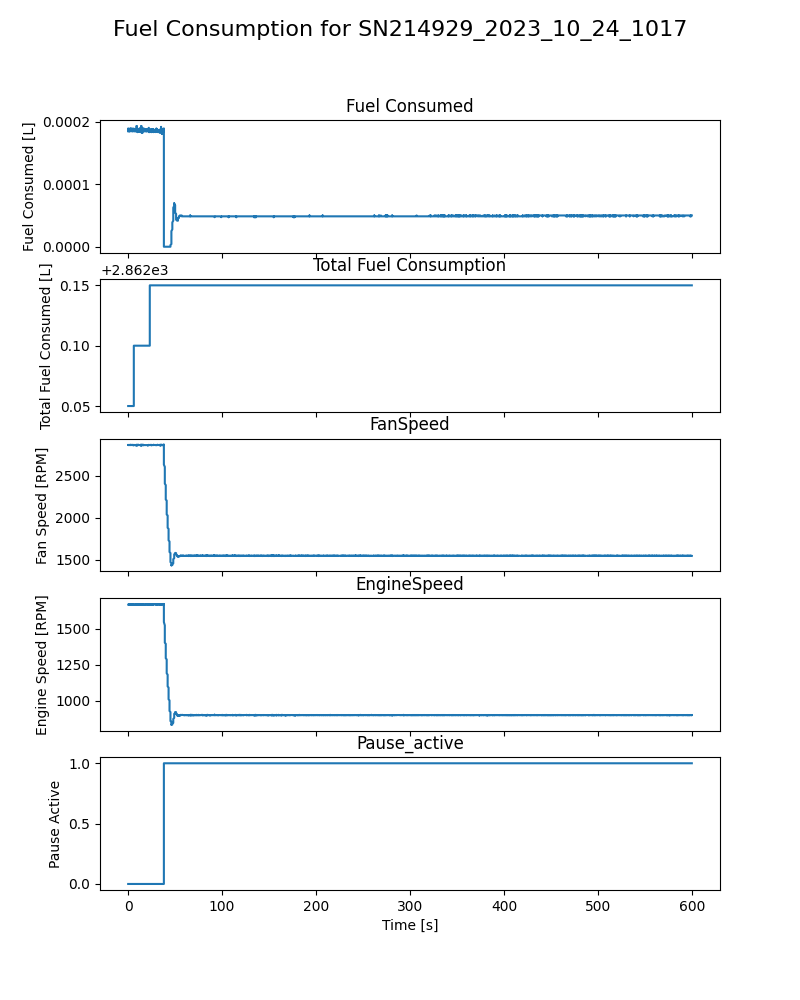 Fuel Consumption for SN214929_2023_10_24_1017
Fuel Consumed
Fuel Consumed [L]
0.0002
0.0001
0.0000
Total Fuel Consumption
+2.862e3
Total Fuel Consumed [L]
0.15
0.10
0.05
FanSpeed
Fan Speed [RPM]
2500
2000
1500
EngineSpeed
Engine Speed [RPM]
1500
1250
1000
Pause_active
Pause Active
1.0
0.5
0.0
0 100 200 300 400 500 600
Time [s]